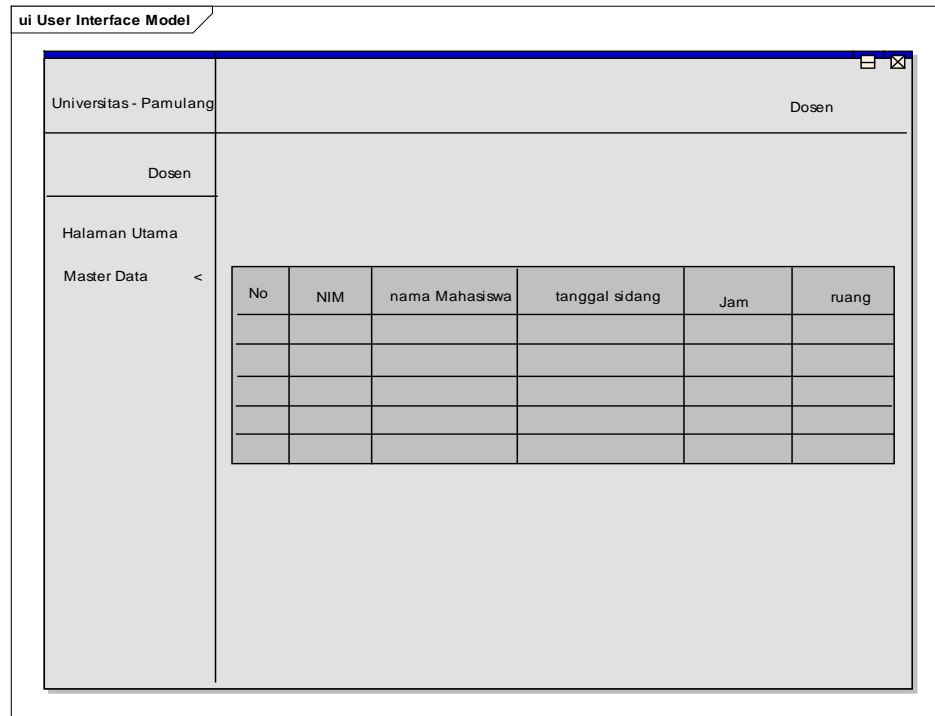 ui User Interface Model
Universitas - Pamulang
Dosen
Dosen
Halaman Utama
Master Data <
No NIM nama Mahasiswa tanggal sidang Jam ruang